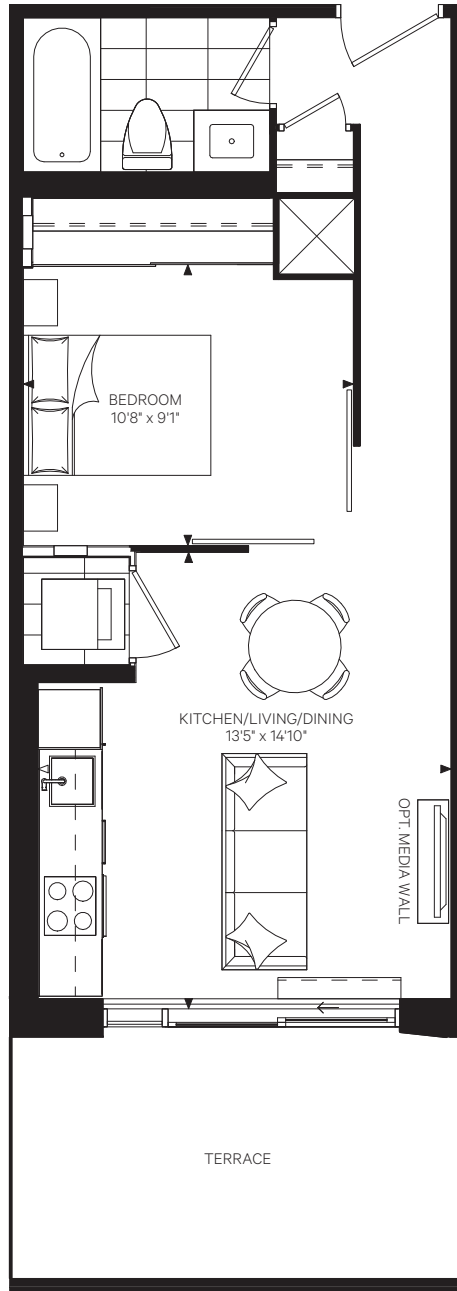 BEDROOM
10'8" x 9'1"
KITCHEN/LIVING/DINING
13'5" x 14'10"
OPT. MEDIA WALL
TERRACE